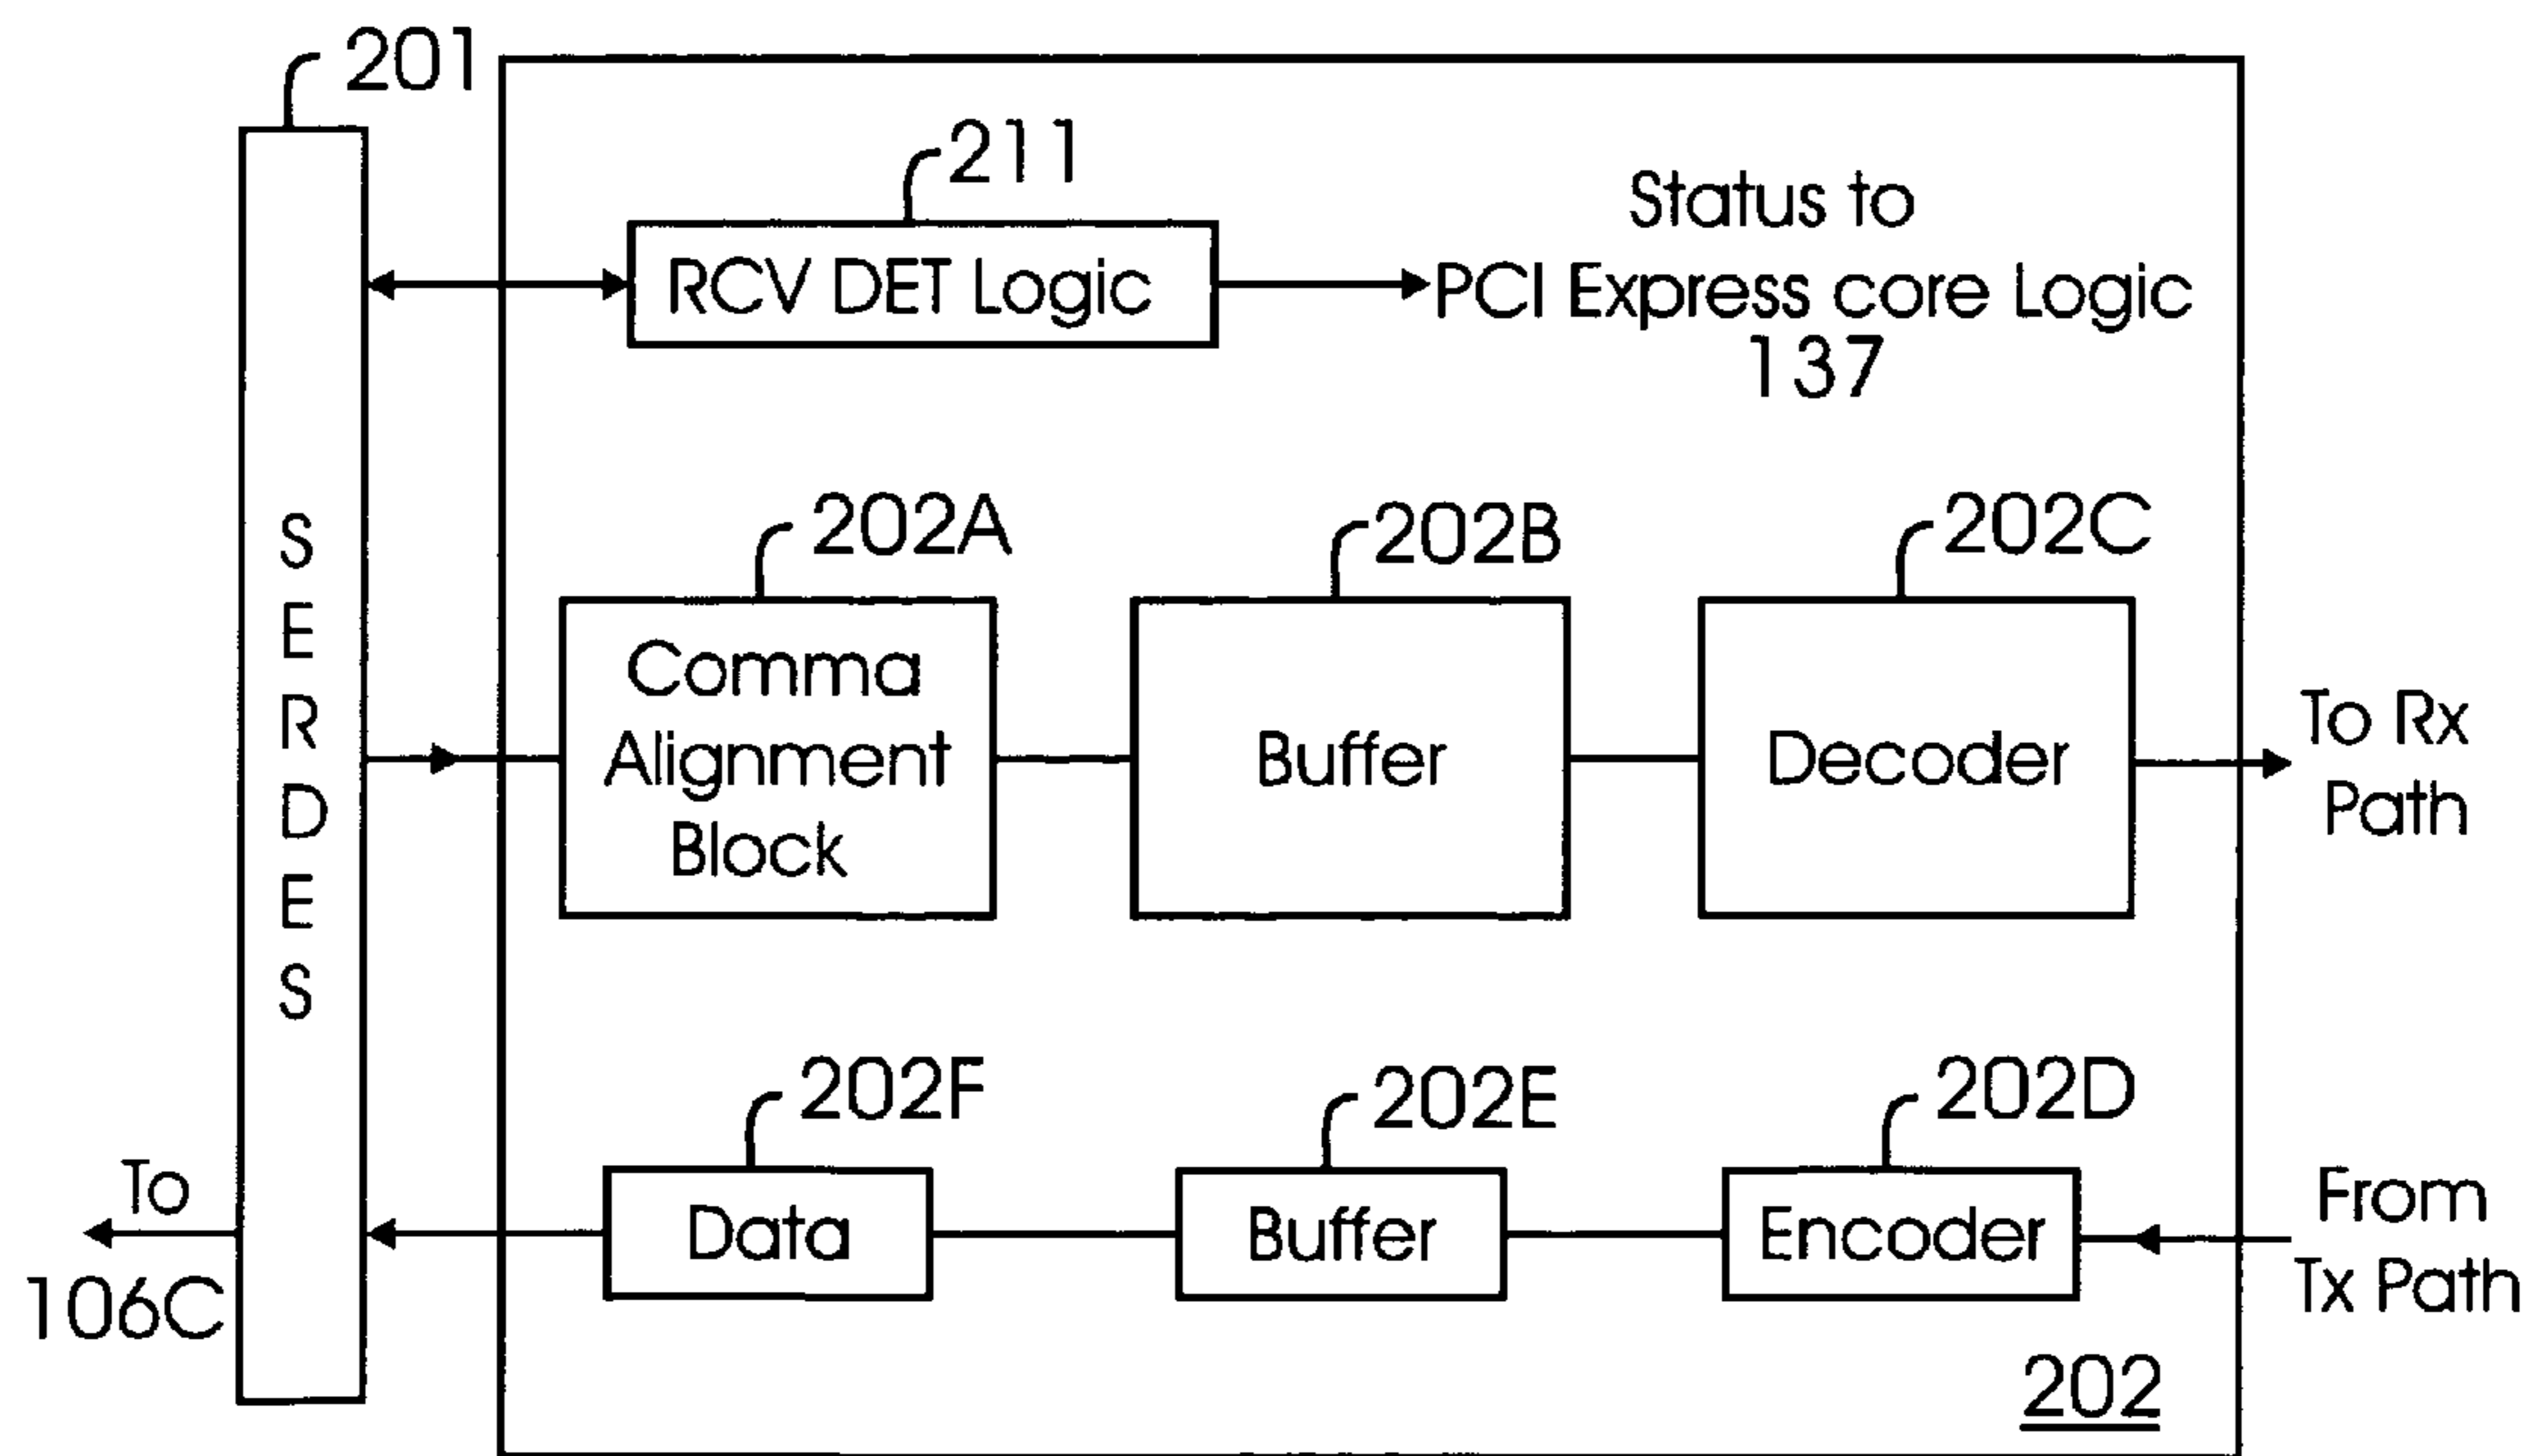 201
211
RCV DET Logic
Status to
PCI Express core Logic
137
SERDES
202A
202B
202C
Comma
Alignment
Block
Buffer
Decoder
To Rx
Path
202F
202E
202D
To
106C
Data
Buffer
Encoder
From
Tx Path
202